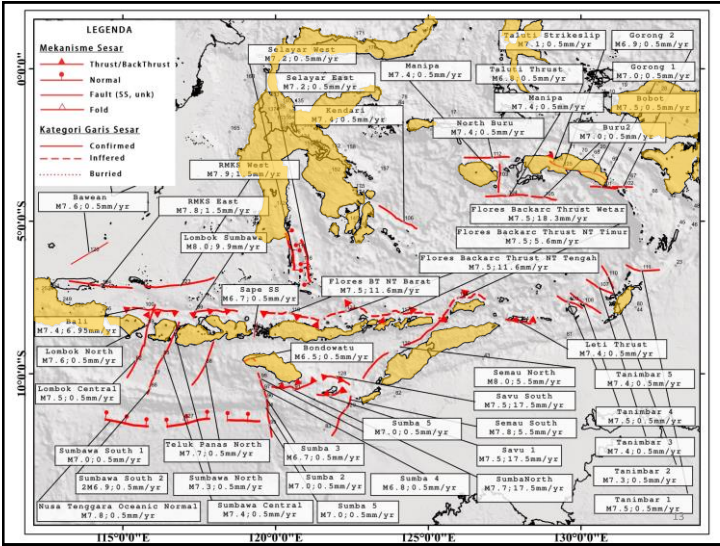 LEGENDA
Mekanisme Sesar
Thrust/BackThrust
Normal
Fault (SS, unk)
Fold
Kategori Garis Sesar
Confirmed
Inffered
Burried
0°0'0"
5°0'0"S
10°0'0"S
Selayar West
M7.2;0.5mm/yr
Selayar East
M7.2;0.5mm/yr
Kendari
M7.4;0.5mm/yr
Manipa
M7.4;0.5mm/yr
Taluti Strikeslip
M7.1;0.5mm/yr
Taluti Thrust
Manipa
M7.4;0.5mm/yr
Gorong 2
M6.9;0.5mm/yr
Gorong 1
M7.0;0.5mm/yr
Bobot
M7.5;0.5mm/yr
North Buru
M7.4;0.5mm/yr
Buru2
M7.0;0.5mm/yr
RMKS West
M7.9;1.5mm/yr
Bawean
M7.6;0.5mm/yr
RMKS East
M7.8;1.5mm/yr
Lombok Sumbawa
M8.0;9.9mm/yr
Sape SS
M6.7;0.5mm/yr
Flores Backarc Thrust Wetar
M7.5;18.3mm/yr
Flores Backarc Thrust NT Timur
M7.5;5.6mm/yr
Flores Backarc Thrust NT Tengah
M7.5;11.6mm/yr
Flores BT NT Barat
M7.5;11.6mm/yr
Bali
M7.4;6.95mm/yr
Lombok North
M7.6;0.5mm/yr
Lombok Central
M7.5;0.5mm/yr
Bondowatu
M6.5;0.5mm/yr
Semau North
M8.0;5.5mm/yr
Leti Thrust
M7.4;0.5mm/yr
Savu South
M7.5;17.5mm/yr
Tanimbar 5
M7.4;0.5mm/yr
Semau South
M7.8;5.5mm/yr
Tanimbar 4
M7.5;0.5mm/yr
Sumba 5
M7.0;0.5mm/yr
Savu 1
M7.5;17.5mm/yr
Tanimbar 3
M7.4;0.5mm/yr
Sumbawa South 1
M7.0;0.5mm/yr
Teluk Panas North
M7.7;0.5mm/yr
Sumba 3
M6.7;0.5mm/yr
Sumbawa South 2
2M6.9;0.5mm/yr
Sumbawa North
M7.3;0.5mm/yr
Sumba 2
M7.0;0.5mm/yr
Sumba 4
M6.8;0.5mm/yr
SumbaNorth
M7.7;17.5mm/yr
Tanimbar 2
M7.3;0.5mm/yr
Nusa Tenggara Oceanic Normal
M7.8;0.5mm/yr
Sumbawa Central
M7.4;0.5mm/yr
Sumba 5
M7.0;0.5mm/yr
Tanimbar 1
M7.5;0.5mm/yr
13
115°0'0"E
120°0'0"E
125°0'0"E
130°0'0"E